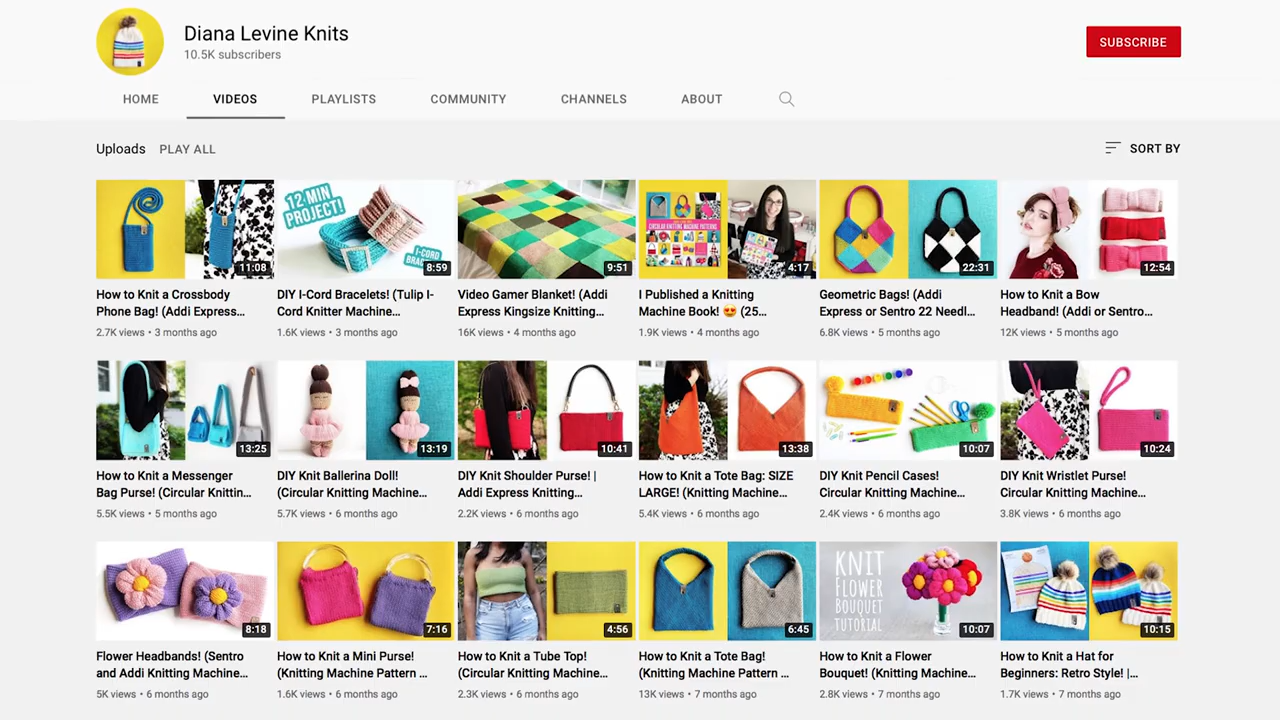 Diana Levine Knits
10.5K subscribers
SUBSCRIBE
HOME VIDEOS PLAYLISTS COMMUNITY CHANNELS ABOUT
Uploads PLAY ALL SORT BY
12 MIN
PROJECT!
I-CORD
11:08 8:59 9:51 4:17 22:31 12:54
How to Knit a Crossbody
Phone Bag! (Addi Express...
2.7K views • 3 months ago
DIY I-Cord Bracelets! (Tulip I-
Cord Knitter Machine...
1.6K views • 3 months ago
Video Gamer Blanket! (Addi
Express Kingsize Knitting...
16K views • 4 months ago
I Published a Knitting
Machine Book! 😍 (25...
1.9K views • 4 months ago
Geometric Bags! (Addi
Express or Sentro 22 Needl...
6.8K views • 5 months ago
How to Knit a Bow
Headband! (Addi or Sentro...
12K views • 5 months ago
13:25 13:19 10:41 13:38 10:07 10:24
How to Knit a Messenger
Bag Purse! (Circular Knittin...
5.5K views • 5 months ago
DIY Knit Ballerina Doll!
(Circular Knitting Machine...
5.7K views • 6 months ago
DIY Knit Shoulder Purse! |
Addi Express Knitting...
2.2K views • 6 months ago
How to Knit a Tote Bag: SIZE
LARGE! (Knitting Machine...
5.4K views • 6 months ago
DIY Knit Pencil Cases!
Circular Knitting Machine...
2.4K views • 6 months ago
DIY Knit Wristlet Purse!
Circular Knitting Machine...
3.8K views • 6 months ago
KNIT
FLOWER
BOUQUET
TUTORIAL
8:18 7:16 4:56 6:45 10:07 10:15
Flower Headbands! (Sentro
and Addi Knitting Machine...
5K views • 6 months ago
How to Knit a Mini Purse!
(Knitting Machine Pattern ...
1.6K views • 6 months ago
How to Knit a Tube Top!
(Circular Knitting Machine...
2.3K views • 6 months ago
How to Knit a Tote Bag!
(Knitting Machine Pattern ...
13K views • 7 months ago
How to Knit a Flower
Bouquet! (Knitting Machine...
2.8K views • 7 months ago
How to Knit a Hat for
Beginners: Retro Style! |...
1.7K views • 7 months ago